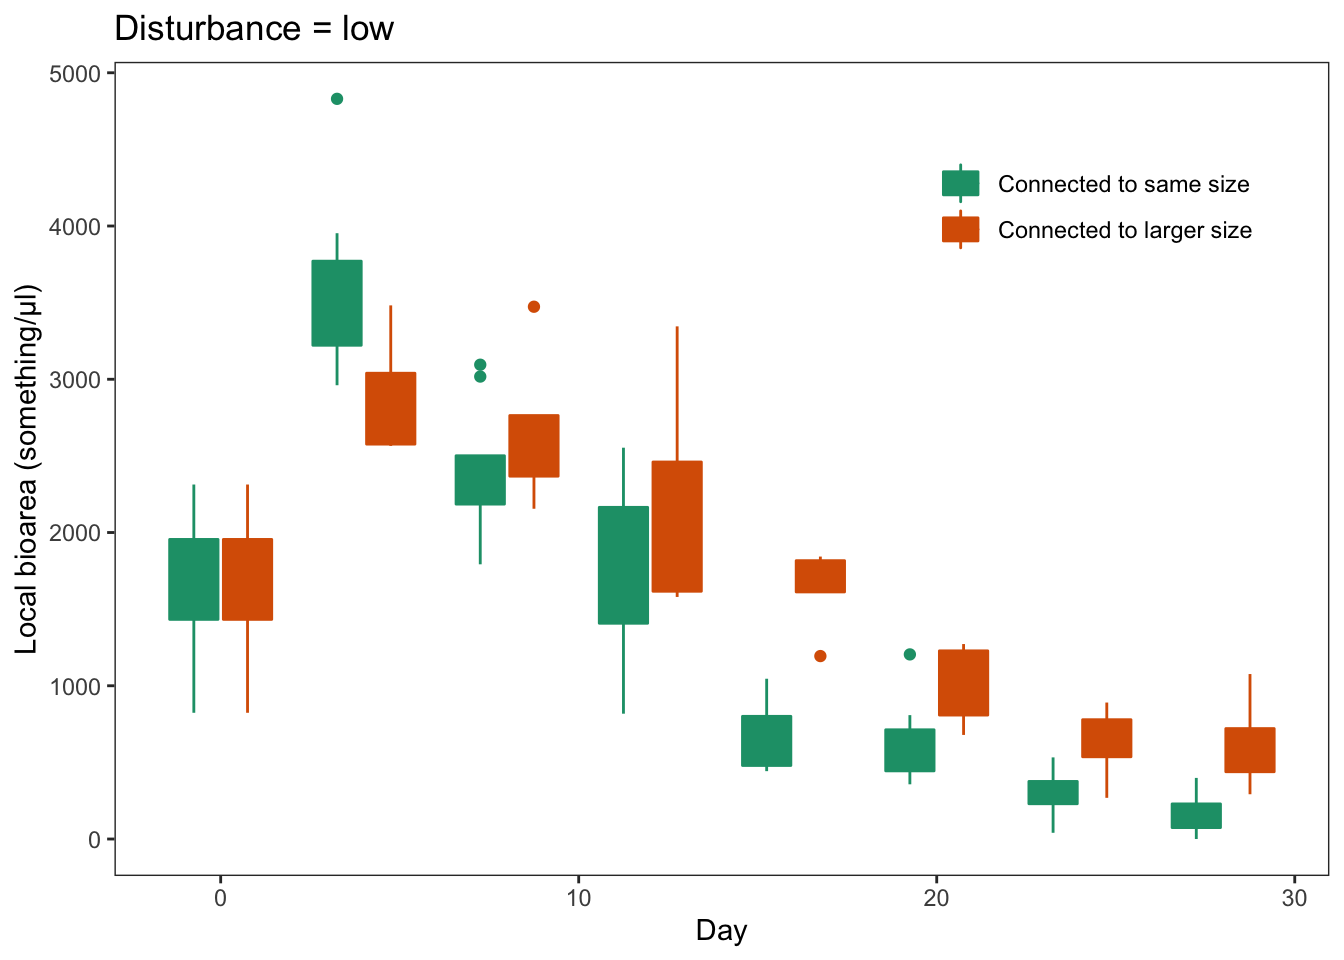 Disturbance = low
5000
4000
3000
2000
1000
0
Local bioarea (something/μl)
Connected to same size
Connected to larger size
0
10
20
30
Day